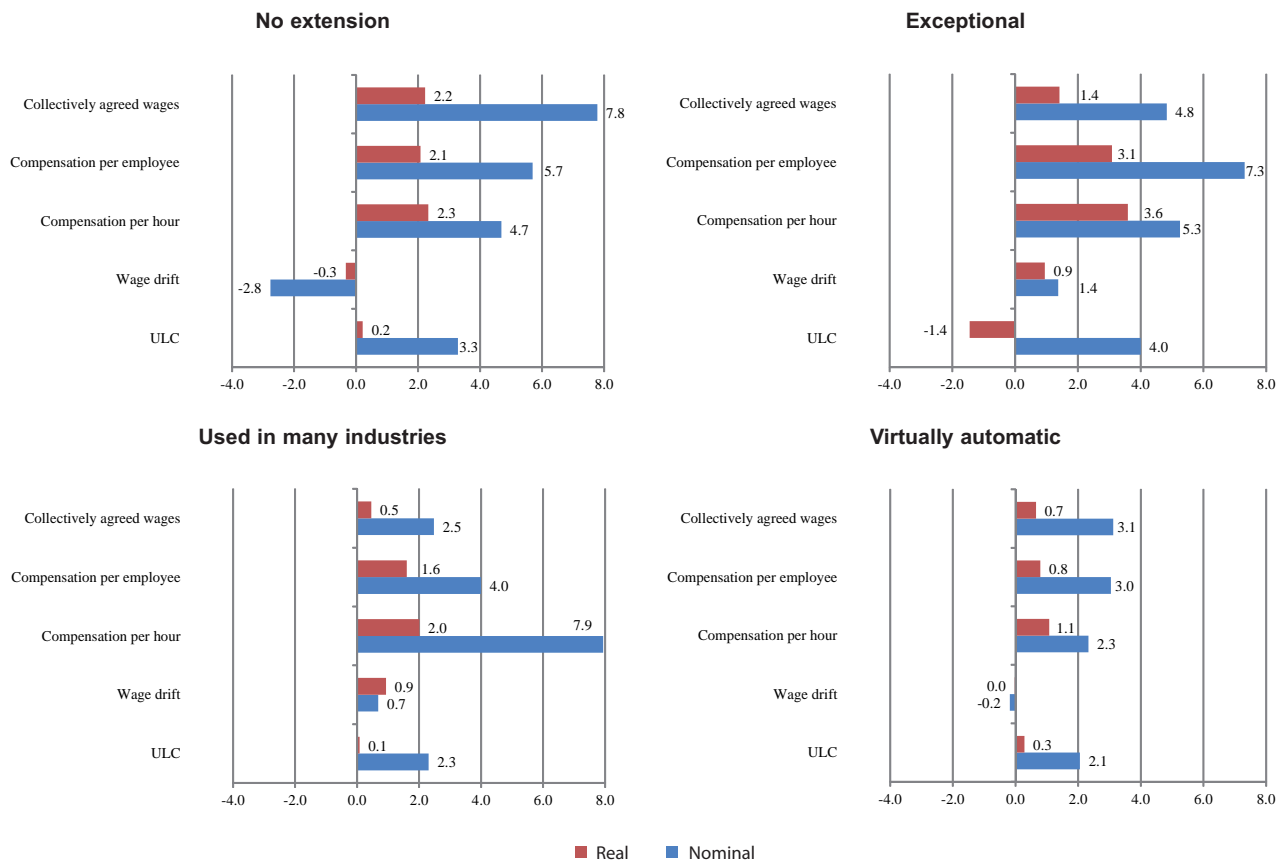 No extension
Collectively agreed wages
2.2
7.8
Compensation per employee
2.1
5.7
Compensation per hour
2.3
4.7
Wage drift
-0.3
-2.8
ULC
0.2
3.3
-4.0 -2.0 0.0 2.0 4.0 6.0 8.0
Exceptional
Collectively agreed wages
1.4
4.8
Compensation per employee
3.1
7.3
Compensation per hour
3.6
5.3
Wage drift
0.9
1.4
ULC
-1.4
4.0
-4.0 -2.0 0.0 2.0 4.0 6.0 8.0
Used in many industries
Collectively agreed wages
0.5
2.5
Compensation per employee
1.6
4.0
Compensation per hour
2.0 7.9
Wage drift
0.9
0.7
ULC
0.1
2.3
-4.0 -2.0 0.0 2.0 4.0 6.0 8.0
Virtually automatic
Collectively agreed wages
0.7
3.1
Compensation per employee
0.8
3.0
Compensation per hour
1.1
2.3
Wage drift
0.0
-0.2
ULC
0.3
2.1
-4.0 -2.0 0.0 2.0 4.0 6.0 8.0
Real Nominal